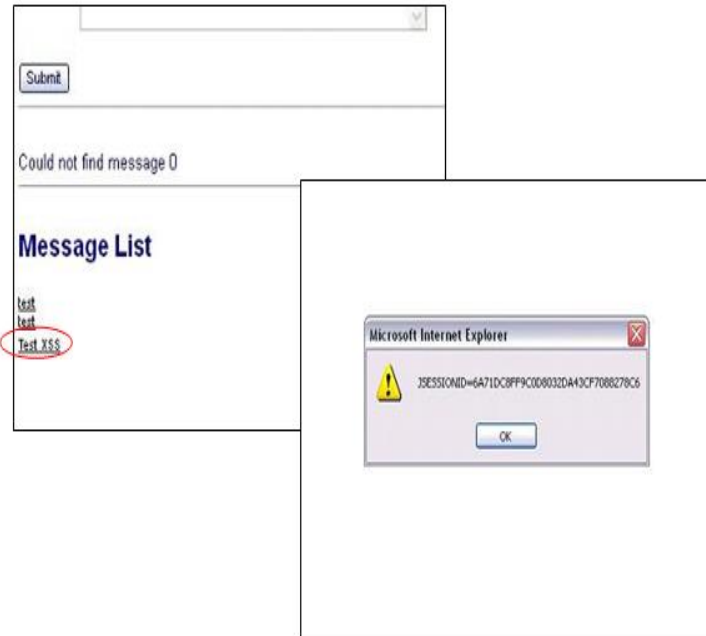 Submit
Could not find message 0
Message List
test
test
Test XSS
Microsoft Internet Explorer
JSESSIONID=6A71DC8FF9C0D8032DA43CF7088278C6
OK